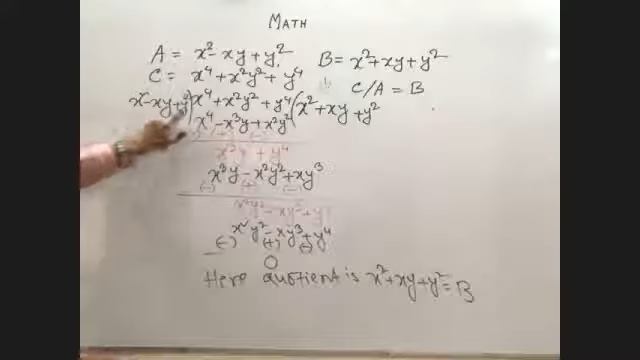 MATH
A = x² - xy + y², B = x² + xy + y²
C = x⁴ + x²y² + y⁴ C/A = B
x² - xy + y²) x⁴ + x²y² + y⁴ (x² + xy + y²
x⁴ - x³y + x²y²
x³y + y⁴
x³y - x²y² + xy³
(-) (+) (-)
x²y² - xy³ + y⁴
x²y² - xy³ + y⁴
(-) (+) (-)
0
Here quotient is x² + xy + y² = B